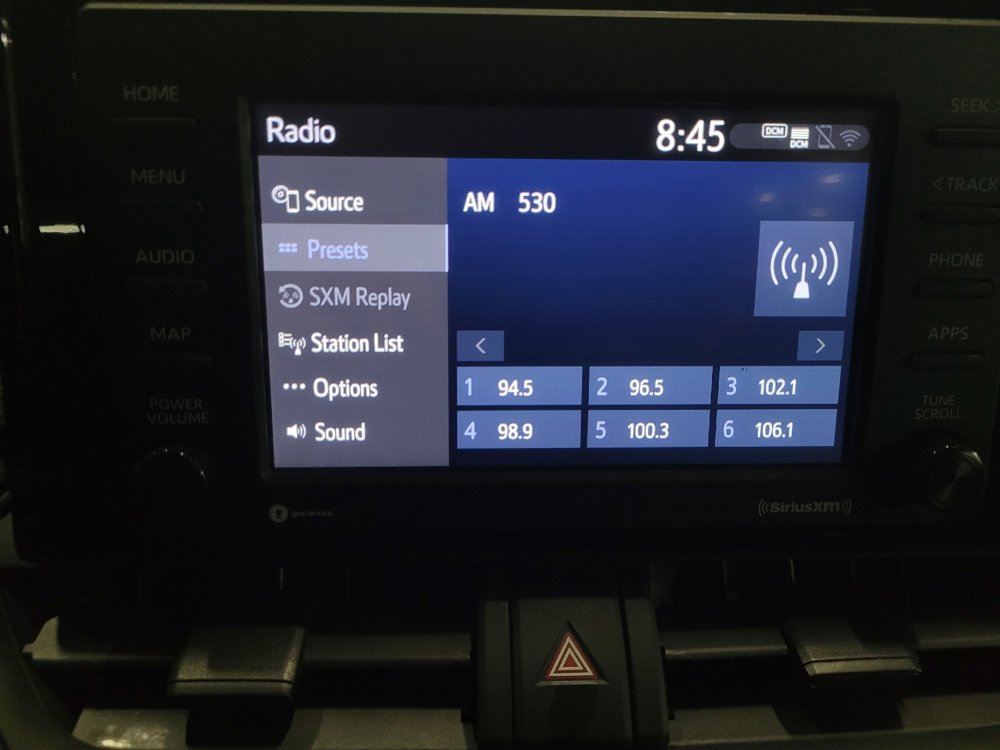 HOME
MENU
AUDIO
MAP
POWER
VOLUME
Radio
8:45
DCM
DCM
Source
Presets
SXM Replay
Station List
Options
Sound
AM 530
<
>
1 94.5
2 96.5
3 102.1
4 98.9
5 100.3
6 106.1
SEEK
< TRACK
PHONE
APPS
TUNE
SCROLL
gracenote
((SiriusXM))